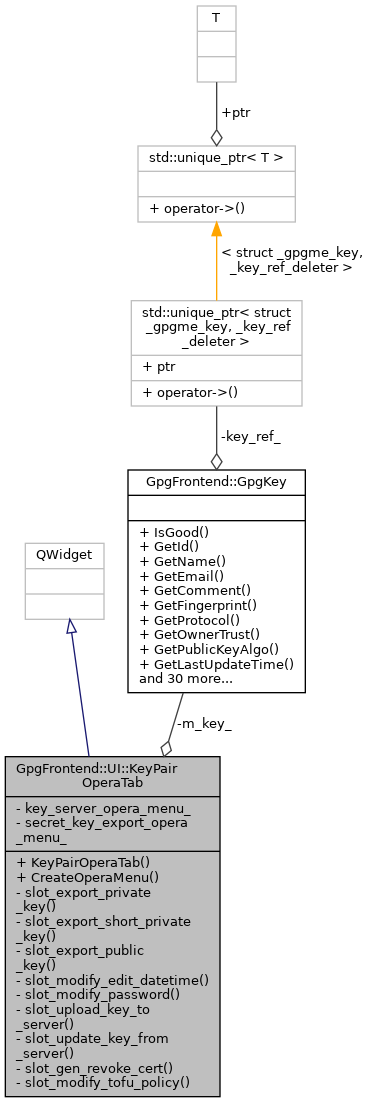 T
+ptr
std::unique_ptr< T >
+ operator->()
< struct _gpgme_key,
_key_ref_deleter >
std::unique_ptr< struct
_gpgme_key, _key_ref
_deleter >
+ ptr
+ operator->()
-key_ref_
GpgFrontend::GpgKey
+ IsGood()
+ GetId()
+ GetName()
+ GetEmail()
+ GetComment()
+ GetFingerprint()
+ GetProtocol()
+ GetOwnerTrust()
+ GetPublicKeyAlgo()
+ GetLastUpdateTime()
and 30 more...
QWidget
-m_key_
GpgFrontend::UI::KeyPair
OperaTab
- key_server_opera_menu_
- secret_key_export_opera
_menu_
+ KeyPairOperaTab()
+ CreateOperaMenu()
- slot_export_private
_key()
- slot_export_short_private
_key()
- slot_export_public
_key()
- slot_modify_edit_datetime()
- slot_modify_password()
- slot_upload_key_to
_server()
- slot_update_key_from
_server()
- slot_gen_revoke_cert()
- slot_modify_tofu_policy()